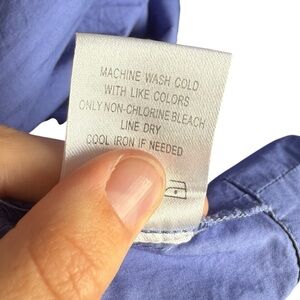 MACHINE WASH COLD
WITH LIKE COLORS
ONLY NON-CHLORINE BLEACH
LINE DRY
COOL IRON IF NEEDED